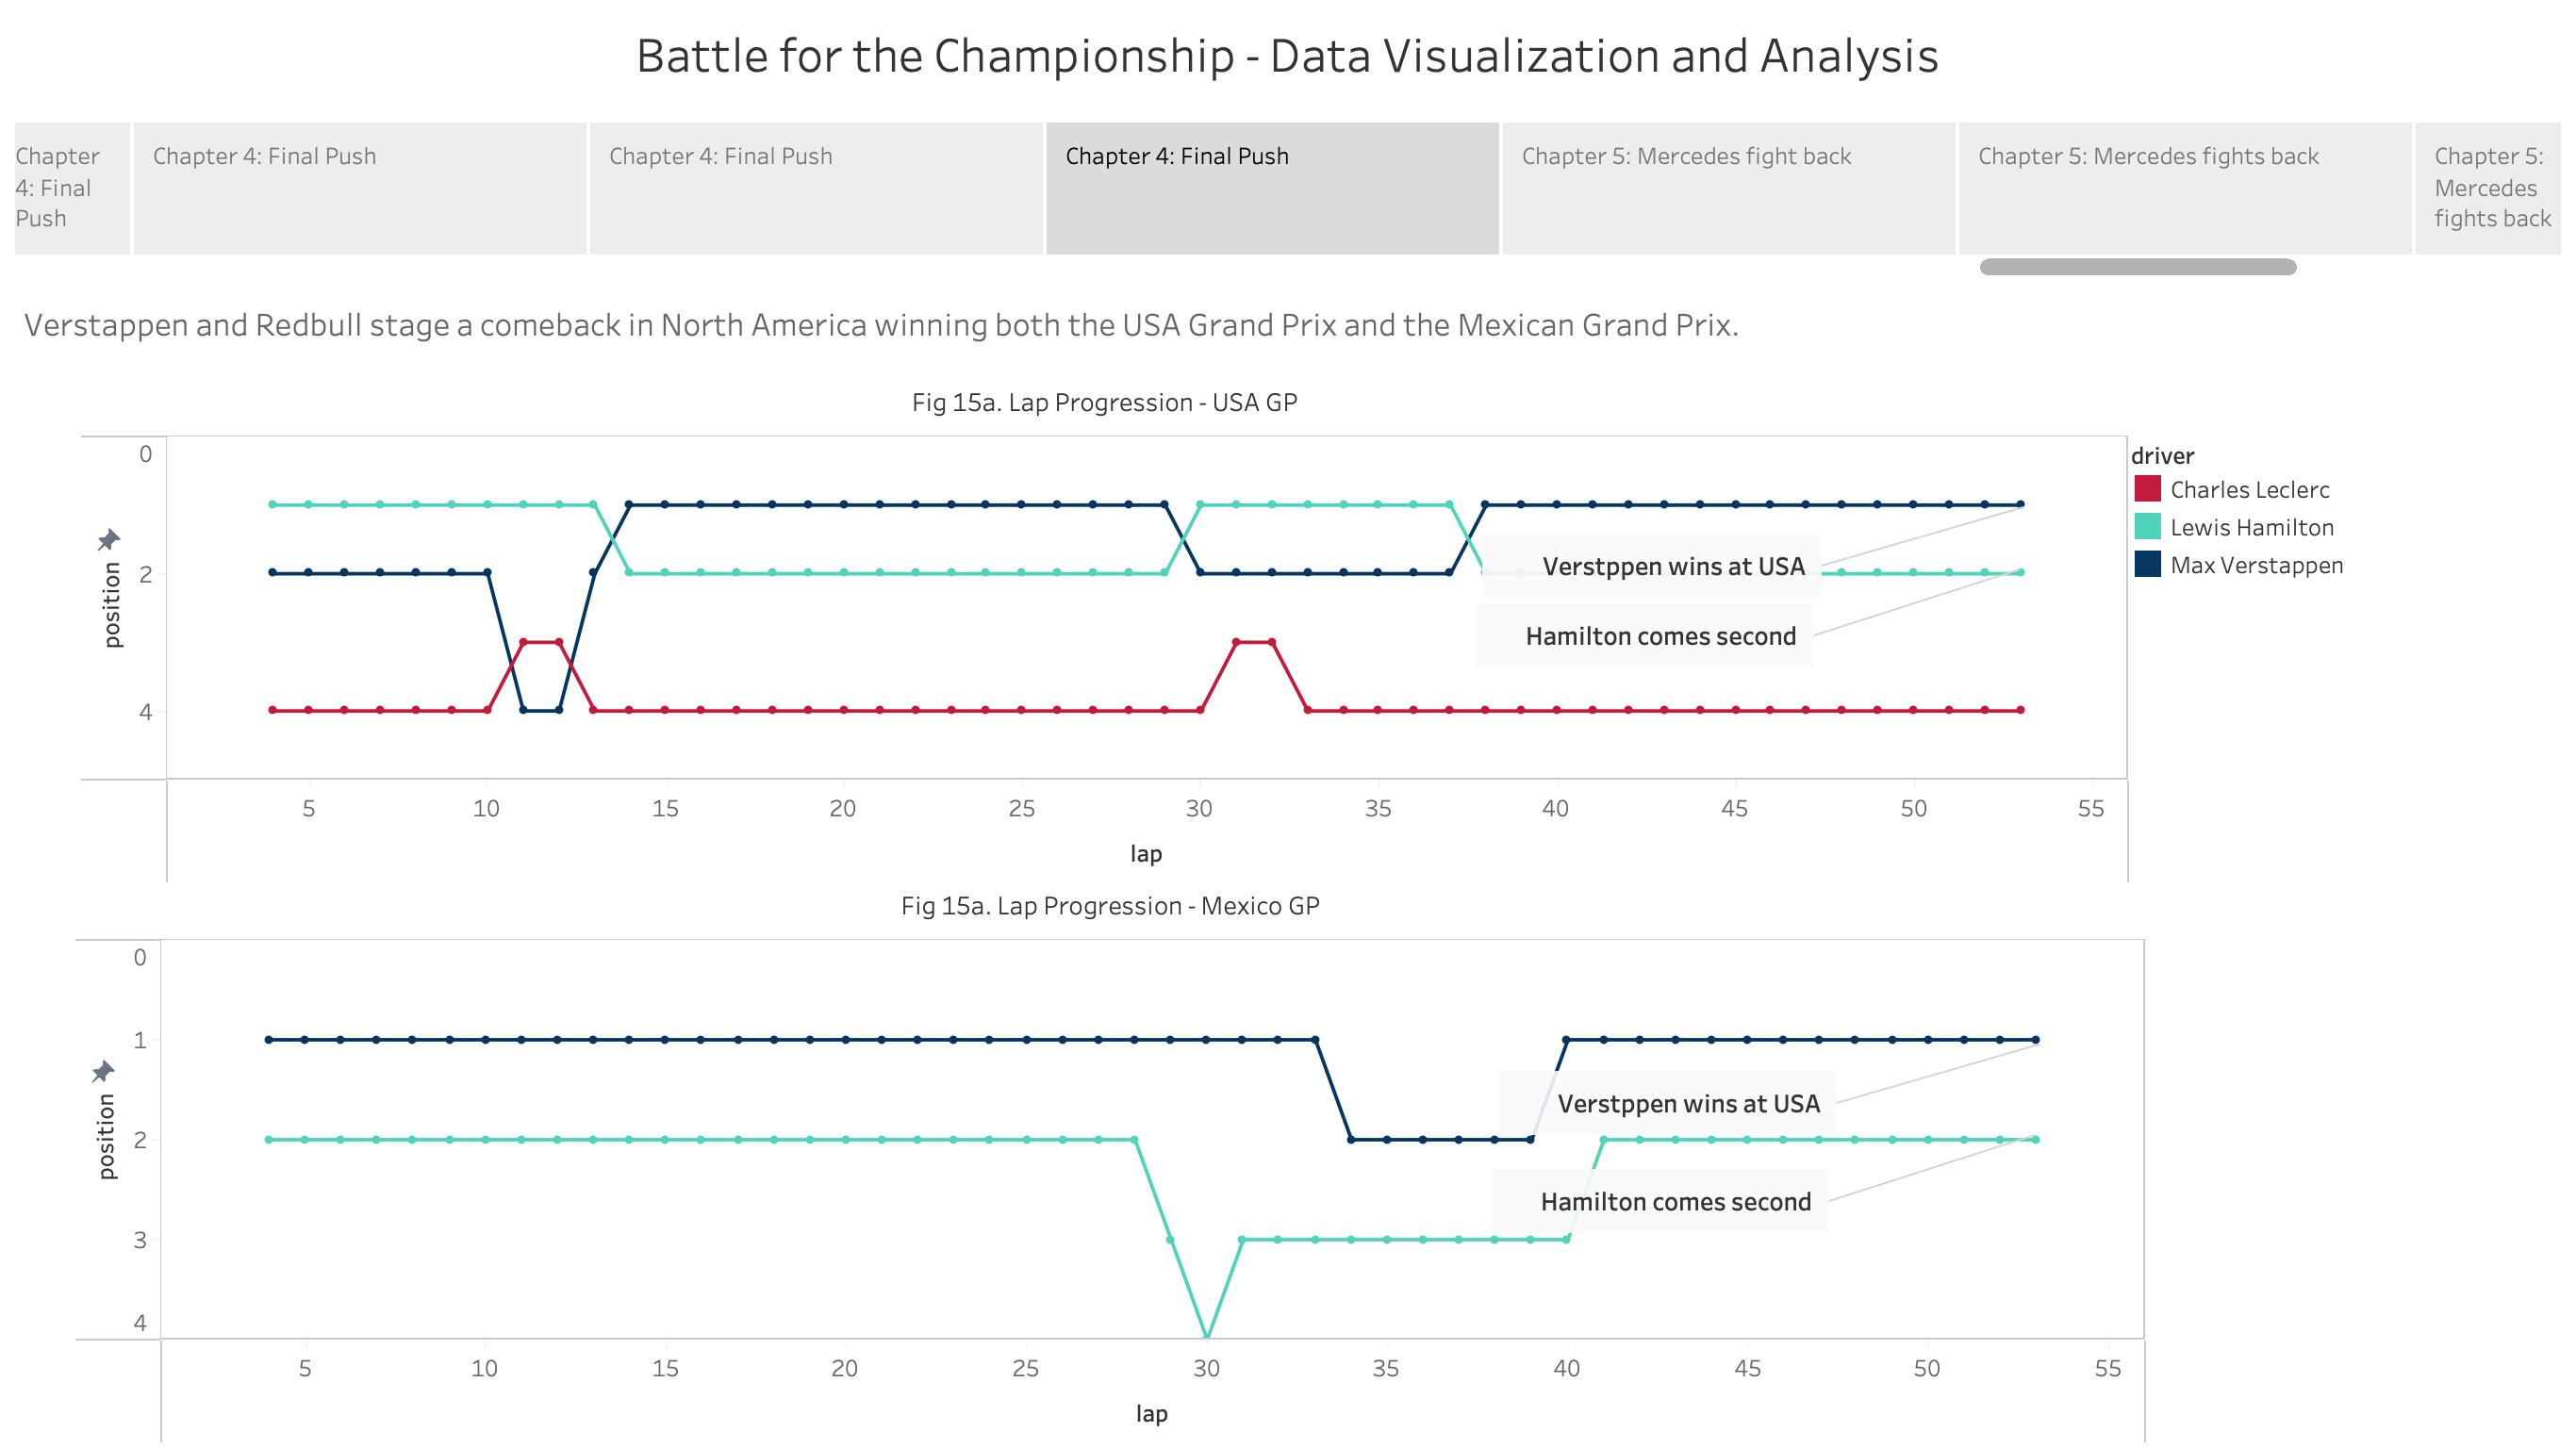 Battle for the Championship - Data Visualization and Analysis
Chapter
4: Final
Push
Chapter 4: Final Push
Chapter 4: Final Push
Chapter 4: Final Push
Chapter 5: Mercedes fight back
Chapter 5: Mercedes fights back
Chapter 5:
Mercedes
fights back
Verstappen and Redbull stage a comeback in North America winning both the USA Grand Prix and the Mexican Grand Prix.
Fig 15a. Lap Progression - USA GP
0
2
4
position
Verstppen wins at USA
Hamilton comes second
5 10 15 20 25 30 35 40 45 50 55
lap
driver
Charles Leclerc
Lewis Hamilton
Max Verstappen
Fig 15a. Lap Progression - Mexico GP
0
1
2
3
4
position
Verstppen wins at USA
Hamilton comes second
5 10 15 20 25 30 35 40 45 50 55
lap